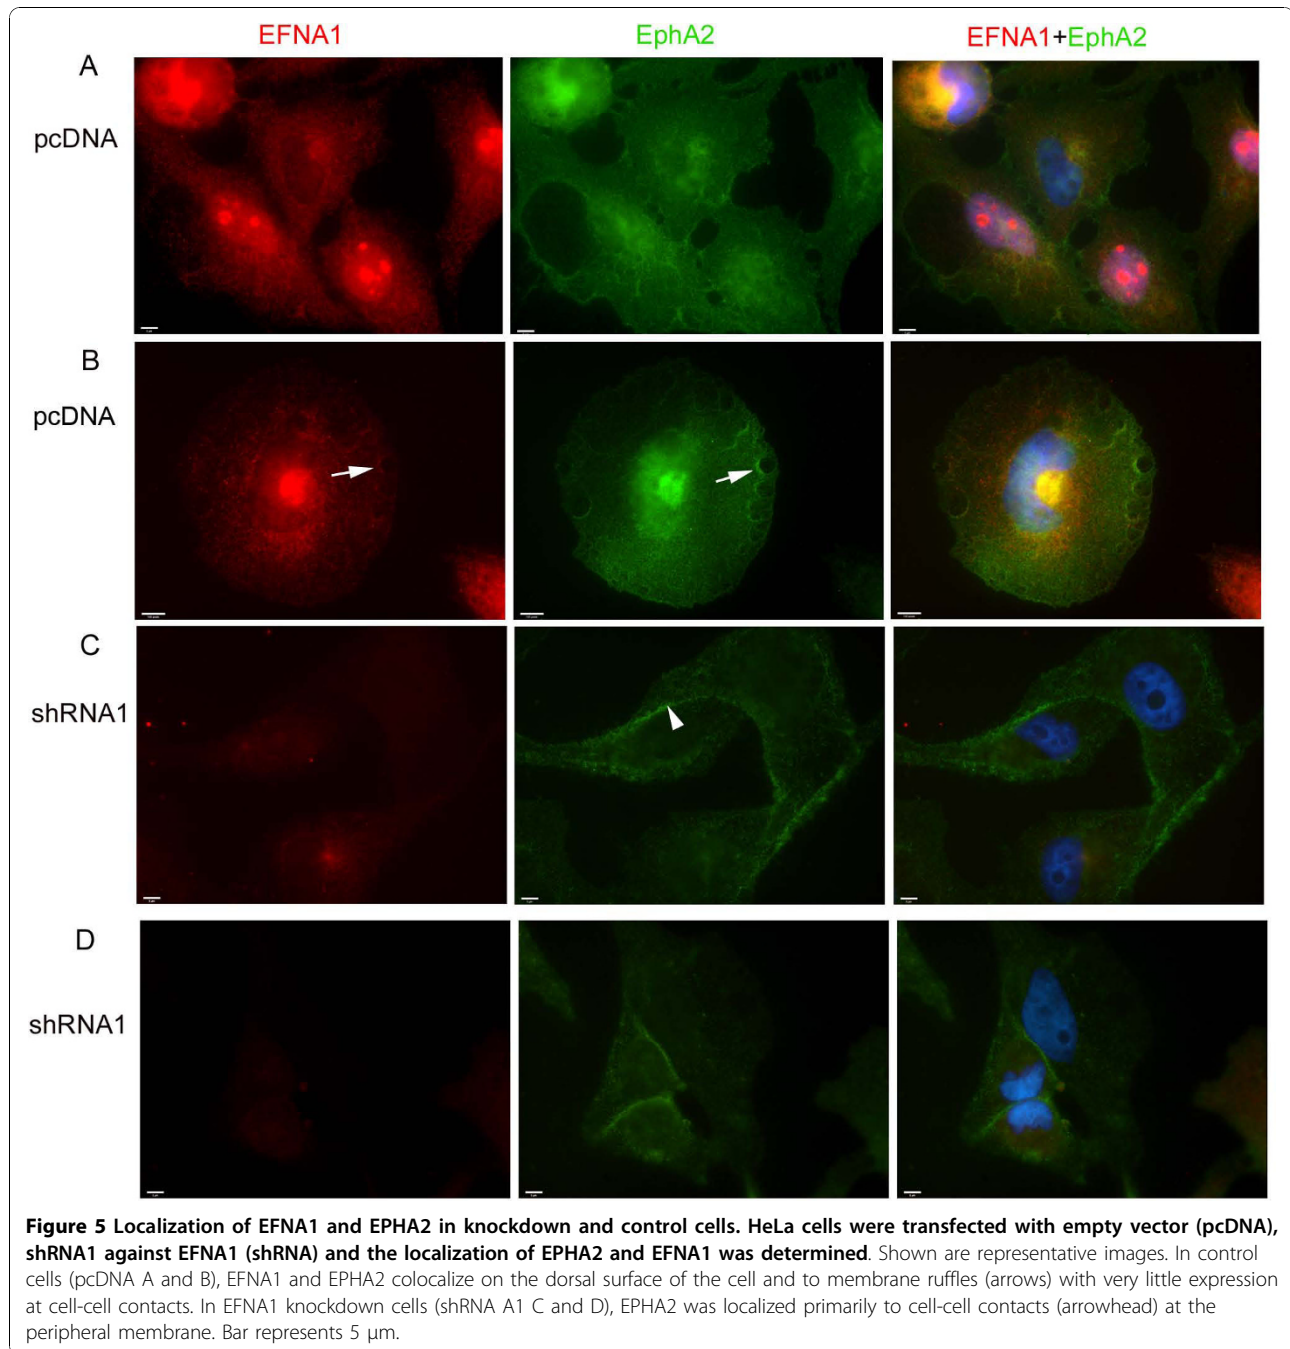 EFNA1 EphA2 EFNA1+EphA2
A
pcDNA
B
pcDNA
C
shRNA1
D
shRNA1
Figure 5 Localization of EFNA1 and EPHA2 in knockdown and control cells. HeLa cells were transfected with empty vector (pcDNA),
shRNA1 against EFNA1 (shRNA) and the localization of EPHA2 and EFNA1 was determined. Shown are representative images. In control
cells (pcDNA A and B), EFNA1 and EPHA2 colocalize on the dorsal surface of the cell and to membrane ruffles (arrows) with very little expression
at cell-cell contacts. In EFNA1 knockdown cells (shRNA A1 C and D), EPHA2 was localized primarily to cell-cell contacts (arrowhead) at the
peripheral membrane. Bar represents 5 μm.